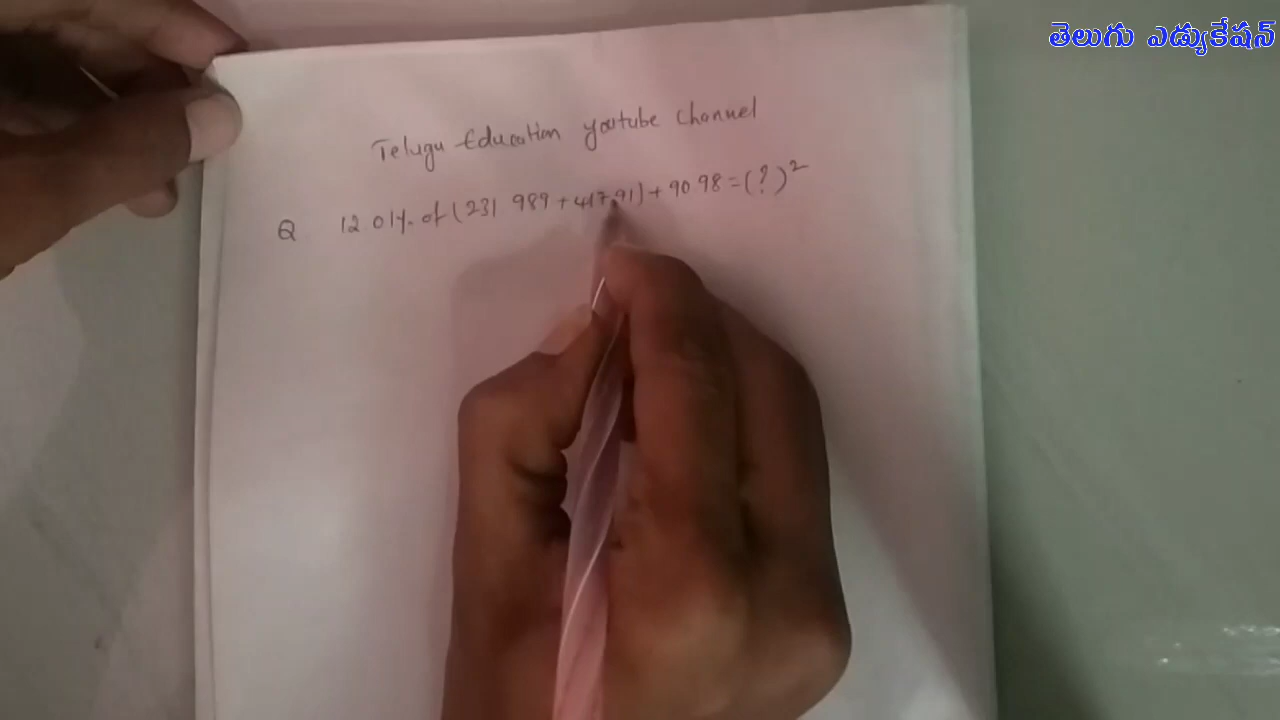 తెలుగు ఎడ్యుకేషన్
Telugu Education youtube channel
Q 12 01%. of (231 989 + 417 91) + 90 98 = (?)²